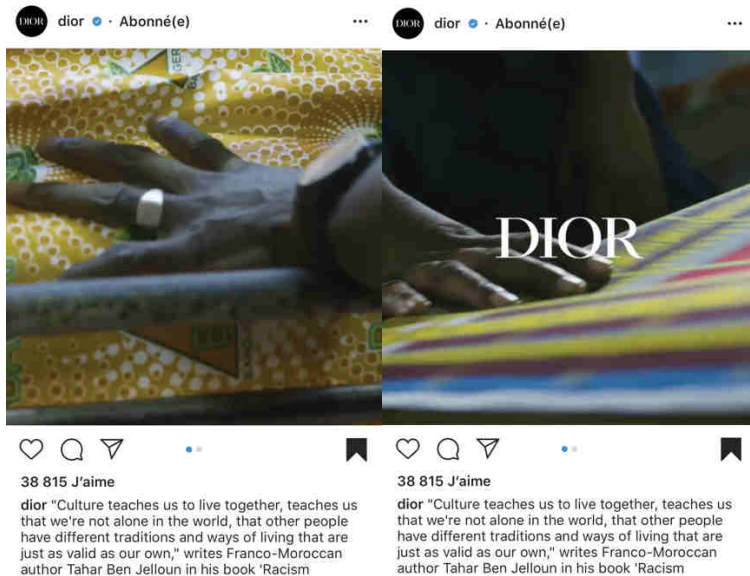 DIOR
dior · Abonné(e)
GER
BA
38 815 J’aime
dior "Culture teaches us to live together, teaches us
that we're not alone in the world, that other people
have different traditions and ways of living that are
just as valid as our own," writes Franco-Moroccan
author Tahar Ben Jelloun in his book 'Racism
DIOR
dior · Abonné(e)
DIOR
38 815 J’aime
dior "Culture teaches us to live together, teaches us
that we're not alone in the world, that other people
have different traditions and ways of living that are
just as valid as our own," writes Franco-Moroccan
author Tahar Ben Jelloun in his book 'Racism